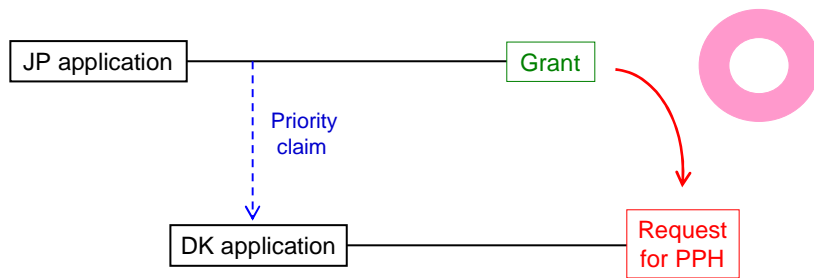 JP application
Grant
Priority
claim
DK application
Request
for PPH